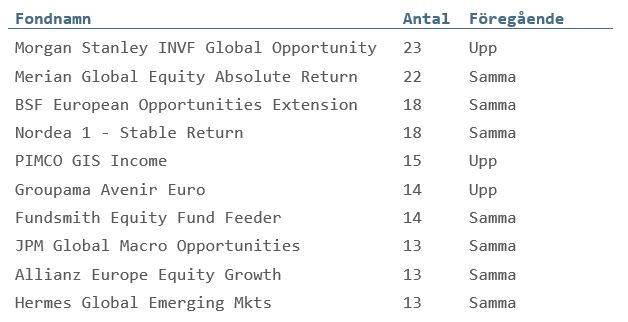 Fondnamn Antal Föregående
Morgan Stanley INVF Global Opportunity 23 Upp
Merian Global Equity Absolute Return 22 Samma
BSF European Opportunities Extension 18 Samma
Nordea 1 - Stable Return 18 Samma
PIMCO GIS Income 15 Upp
Groupama Avenir Euro 14 Upp
Fundsmith Equity Fund Feeder 14 Samma
JPM Global Macro Opportunities 13 Samma
Allianz Europe Equity Growth 13 Samma
Hermes Global Emerging Mkts 13 Samma